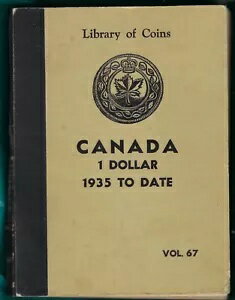 Library of Coins
CANADA
1 DOLLAR
1935 TO DATE
VOL. 67